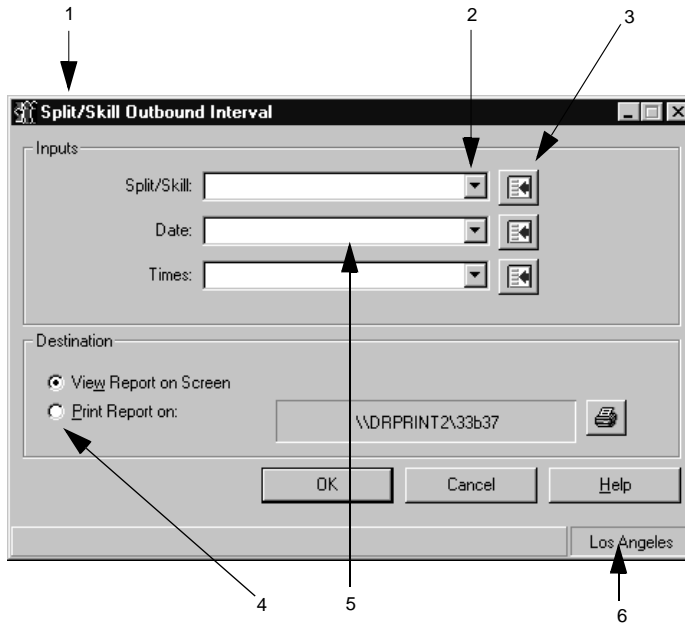 1
2
3
Split/Skill Outbound Interval
Inputs
Split/Skill:
Date:
Times:
Destination
View Report on Screen
Print Report on:
\\DRPRINT2\33b37
OK
Cancel
Help
Los Angeles
4
5
6